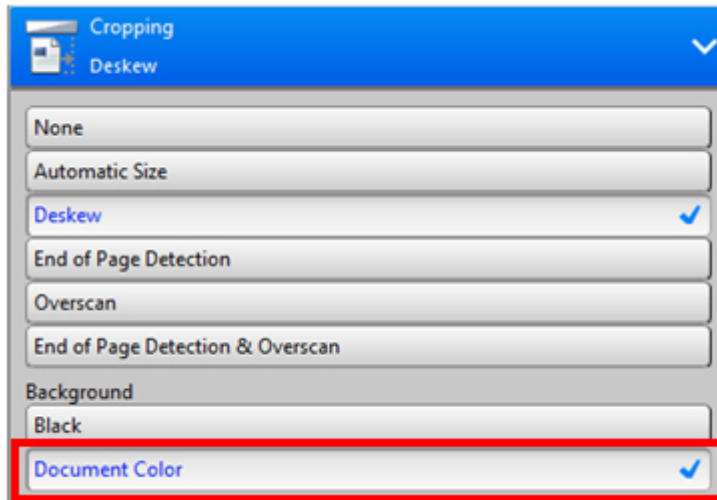 Cropping
Deskew
None
Automatic Size
Deskew
End of Page Detection
Overscan
End of Page Detection & Overscan
Background
Black
Document Color